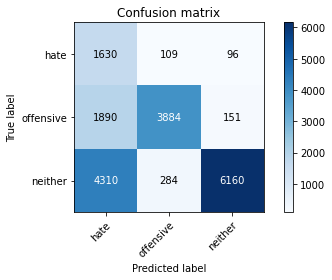 Confusion matrix
True label
hate 1630 109 96
offensive 1890 3884 151
neither 4310 284 6160
hate offensive neither
Predicted label
6000
5000
4000
3000
2000
1000